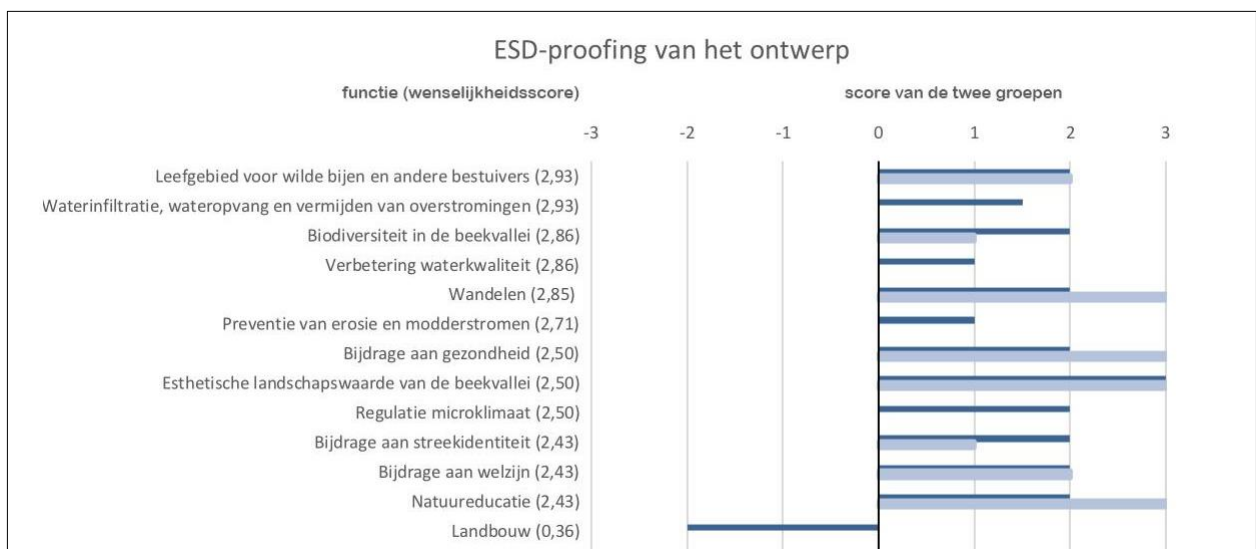 ESD-proofing van het ontwerp
functie (wenselijkheidsscore) score van de twee groepen
-3 -2 -1 0 1 2 3
Leefgebied voor wilde bijen en andere bestuivers (2,93)
Waterinfiltratie, wateropvang en vermijden van overstromingen (2,93)
Biodiversiteit in de beekvallei (2,86)
Verbetering waterkwaliteit (2,86)
Wandelen (2,85)
Preventie van erosie en modderstromen (2,71)
Bijdrage aan gezondheid (2,50)
Esthetische landschapswaarde van de beekvallei (2,50)
Regulatie microklimaat (2,50)
Bijdrage aan streekidentiteit (2,43)
Bijdrage aan welzijn (2,43)
Natuureducatie (2,43)
Landbouw (0,36)